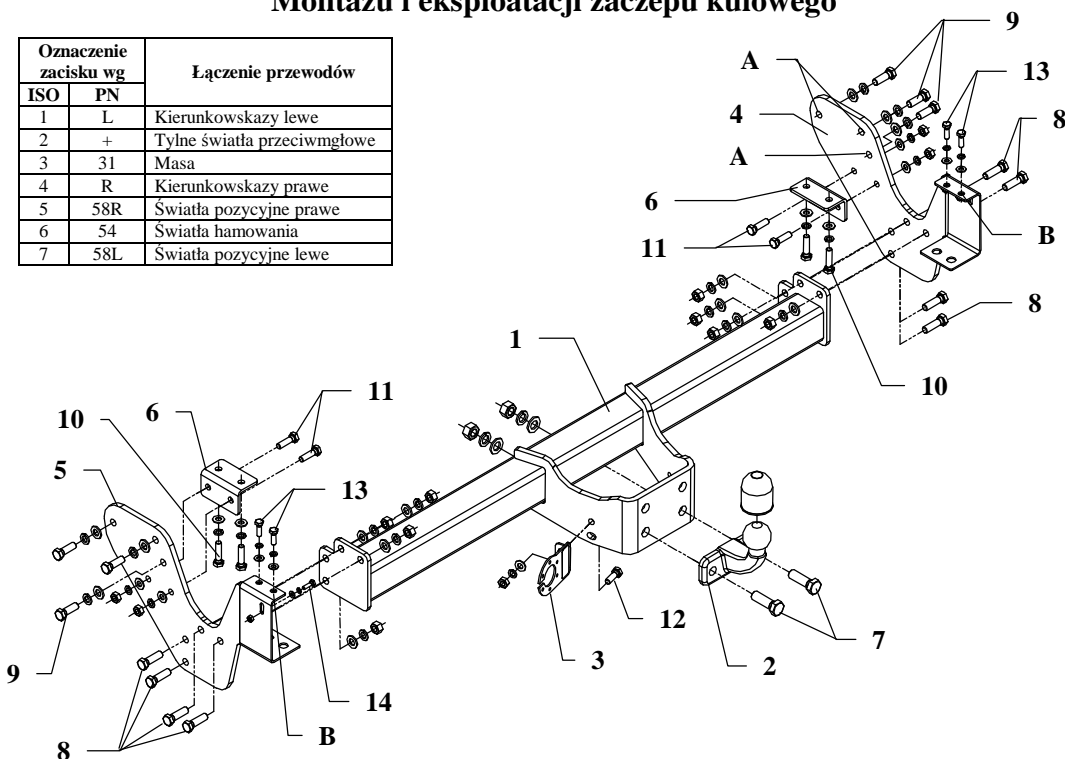 Montażu i eksploatacji zaczepu kulowego
Oznaczenie zacisku wg
Łączenie przewodów
ISO PN
1 L Kierunkowskazy lewe
2 + Tylne światła przeciwmgłowe
3 31 Masa
4 R Kierunkowskazy prawe
5 58R Światła pozycyjne prawe
6 54 Światła hamowania
7 58L Światła pozycyjne lewe
9
A
13
4
8
A
6
B
11
8
1
10
11
6
10
5
13
12
7
3
2
9
14
B
8